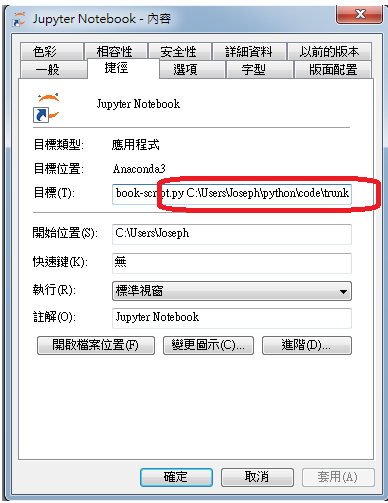 Jupyter Notebook - 內容
色彩 相容性 安全性 詳細資料 以前的版本
一般 捷徑 選項 字型 版面配置
Jupyter Notebook
目標類型: 應用程式
目標位置: Anaconda3
目標(T): book-script.py C:\Users\Joseph\python\code\trunk
開始位置(S): C:\Users\Joseph
快速鍵(K): 無
執行(R): 標準視窗
註解(O): Jupyter Notebook
開啟檔案位置(F) 變更圖示(C)... 進階(D)...
確定 取消 套用(A)